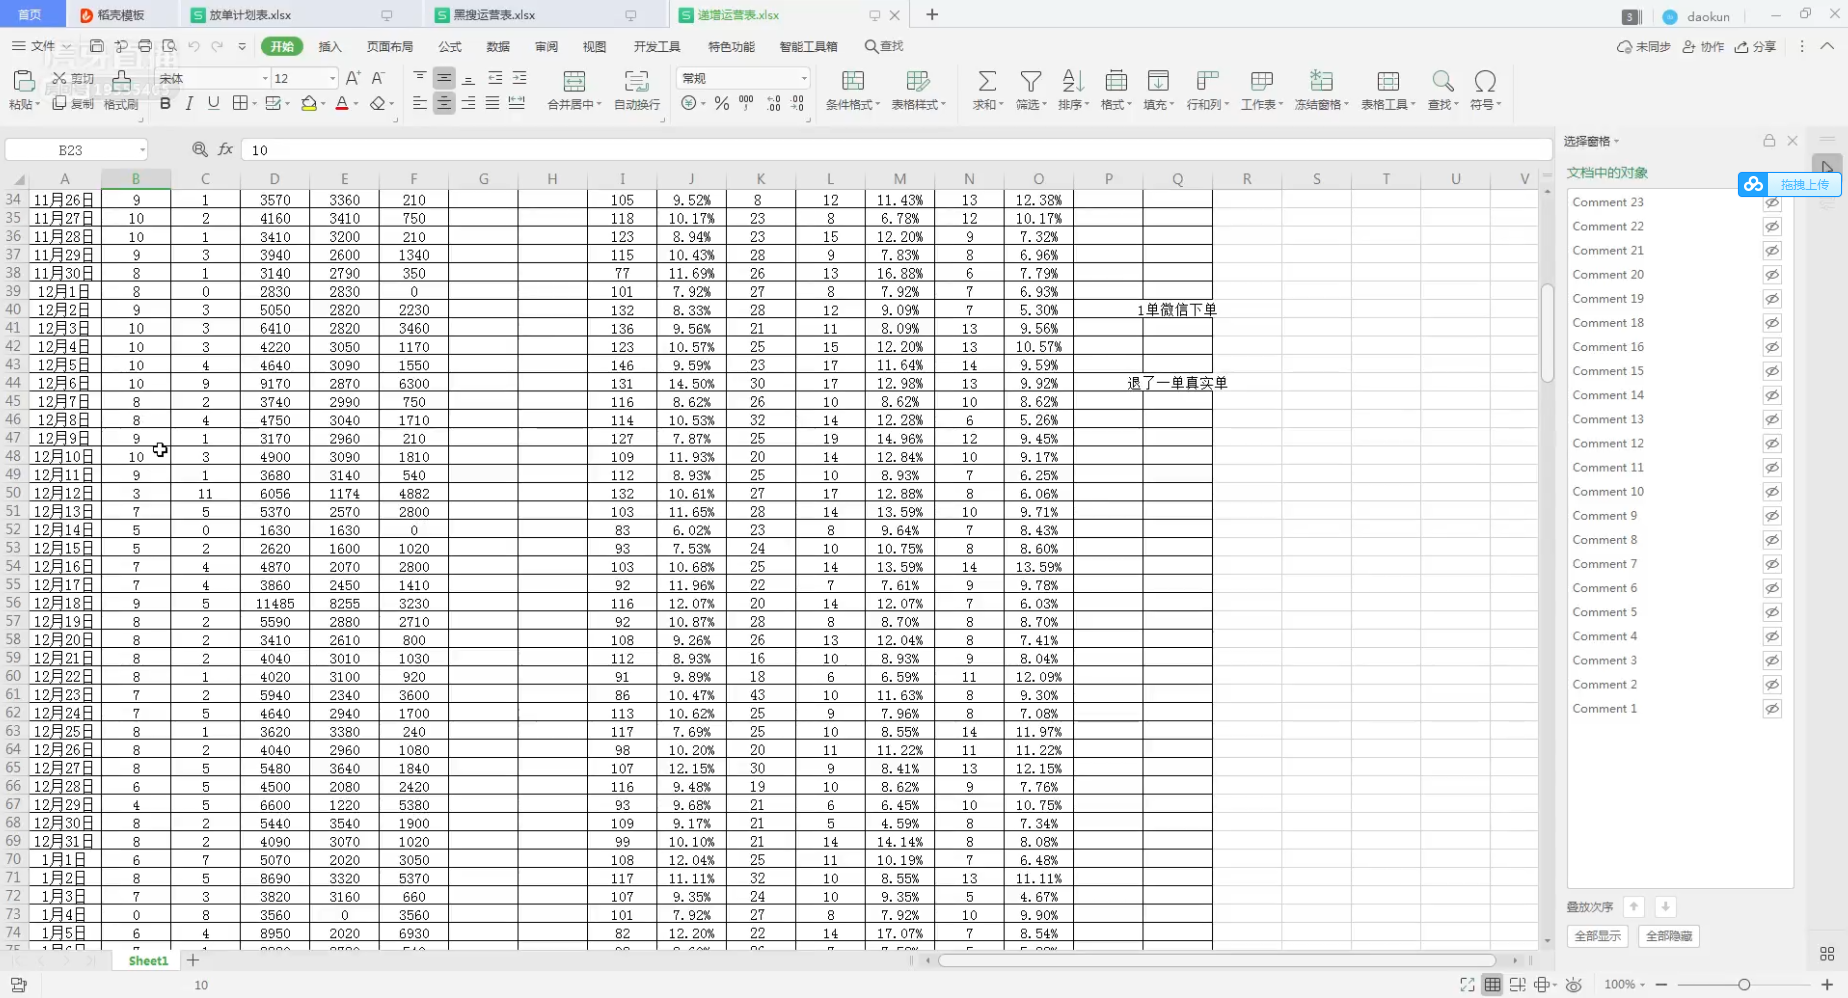 首页 稻壳模板 放单计划表.xlsx 黑搜运营表.xlsx 递增运营表.xlsx 3 daokun
文件 开始 插入 页面布局 公式 数据 审阅 视图 开发工具 特色功能 智能工具箱 查找 未同步 协作 分享
粘贴 剪切 复制 格式刷 宋体 12 合并居中 自动换行 常规 条件格式 表格样式 求和 筛选 排序 格式 填充 行和列 工作表 冻结窗格 表格工具 查找 符号
B23 fx 10 选择窗格
文档中的对象 拖拽上传
A B C D E F G H I J K L M N O P Q R S T U V
34 11月26日 9 1 3570 3360 210 105 9.52% 8 12 11.43% 13 12.38%
35 11月27日 10 2 4160 3410 750 118 10.17% 23 8 6.78% 12 10.17%
36 11月28日 10 1 3410 3200 210 123 8.94% 23 15 12.20% 9 7.32%
37 11月29日 9 3 3940 2600 1340 115 10.43% 28 9 7.83% 8 6.96%
38 11月30日 8 1 3140 2790 350 77 11.69% 26 13 16.88% 6 7.79%
39 12月1日 8 0 2830 2830 0 101 7.92% 27 8 7.92% 7 6.93%
40 12月2日 9 3 5050 2820 2230 132 8.33% 28 12 9.09% 7 5.30% 1单微信下单
41 12月3日 10 3 6410 2820 3460 136 9.56% 21 11 8.09% 13 9.56%
42 12月4日 10 3 4220 3050 1170 123 10.57% 25 15 12.20% 13 10.57%
43 12月5日 10 4 4640 3090 1550 146 9.59% 23 17 11.64% 14 9.59%
44 12月6日 10 9 9170 2870 6300 131 14.50% 30 17 12.98% 13 9.92% 退了一单真实单
45 12月7日 8 2 3740 2990 750 116 8.62% 26 10 8.62% 10 8.62%
46 12月8日 8 4 4750 3040 1710 114 10.53% 32 14 12.28% 6 5.26%
47 12月9日 9 1 3170 2960 210 127 7.87% 25 19 14.96% 12 9.45%
48 12月10日 10 3 4900 3090 1810 109 11.93% 20 14 12.84% 10 9.17%
49 12月11日 9 1 3680 3140 540 112 8.93% 25 10 8.93% 7 6.25%
50 12月12日 3 11 6056 1174 4882 132 10.61% 27 17 12.88% 8 6.06%
51 12月13日 7 5 5370 2570 2800 103 11.65% 28 14 13.59% 10 9.71%
52 12月14日 5 0 1630 1630 0 83 6.02% 23 8 9.64% 7 8.43%
53 12月15日 5 2 2620 1600 1020 93 7.53% 24 10 10.75% 8 8.60%
54 12月16日 7 4 4870 2070 2800 103 10.68% 25 14 13.59% 14 13.59%
55 12月17日 7 4 3860 2450 1410 92 11.96% 22 7 7.61% 9 9.78%
56 12月18日 9 5 11485 8255 3230 116 12.07% 20 14 12.07% 7 6.03%
57 12月19日 8 2 5590 2880 2710 92 10.87% 28 8 8.70% 8 8.70%
58 12月20日 8 2 3410 2610 800 108 9.26% 26 13 12.04% 8 7.41%
59 12月21日 8 2 4040 3010 1030 112 8.93% 16 10 8.93% 9 8.04%
60 12月22日 8 1 4020 3100 920 91 9.89% 18 6 6.59% 11 12.09%
61 12月23日 7 2 5940 2340 3600 86 10.47% 43 10 11.63% 8 9.30%
62 12月24日 7 5 4640 2940 1700 113 10.62% 25 9 7.96% 8 7.08%
63 12月25日 8 1 3620 3380 240 117 7.69% 25 10 8.55% 14 11.97%
64 12月26日 8 2 4040 2960 1080 98 10.20% 20 11 11.22% 11 11.22%
65 12月27日 8 5 5480 3640 1840 107 12.15% 30 9 8.41% 13 12.15%
66 12月28日 6 5 4500 2080 2420 116 9.48% 19 10 8.62% 9 7.76%
67 12月29日 4 5 6600 1220 5380 93 9.68% 21 6 6.45% 10 10.75%
68 12月30日 8 2 5440 3540 1900 109 9.17% 21 5 4.59% 8 7.34%
69 12月31日 8 2 4090 3070 1020 99 10.10% 21 14 14.14% 8 8.08%
70 1月1日 6 7 5070 2020 3050 108 12.04% 25 11 10.19% 7 6.48%
71 1月2日 8 5 8690 3320 5370 117 11.11% 32 10 8.55% 13 11.11%
72 1月3日 7 3 3820 3160 660 107 9.35% 24 10 9.35% 5 4.67%
73 1月4日 0 8 3560 0 3560 101 7.92% 27 8 7.92% 10 9.90%
74 1月5日 6 4 8950 2020 6930 82 12.20% 22 14 17.07% 7 8.54%
Comment 23
Comment 22
Comment 21
Comment 20
Comment 19
Comment 18
Comment 16
Comment 15
Comment 14
Comment 13
Comment 12
Comment 11
Comment 10
Comment 9
Comment 8
Comment 7
Comment 6
Comment 5
Comment 4
Comment 3
Comment 2
Comment 1
叠放次序
全部显示 全部隐藏
Sheet1
10 100%